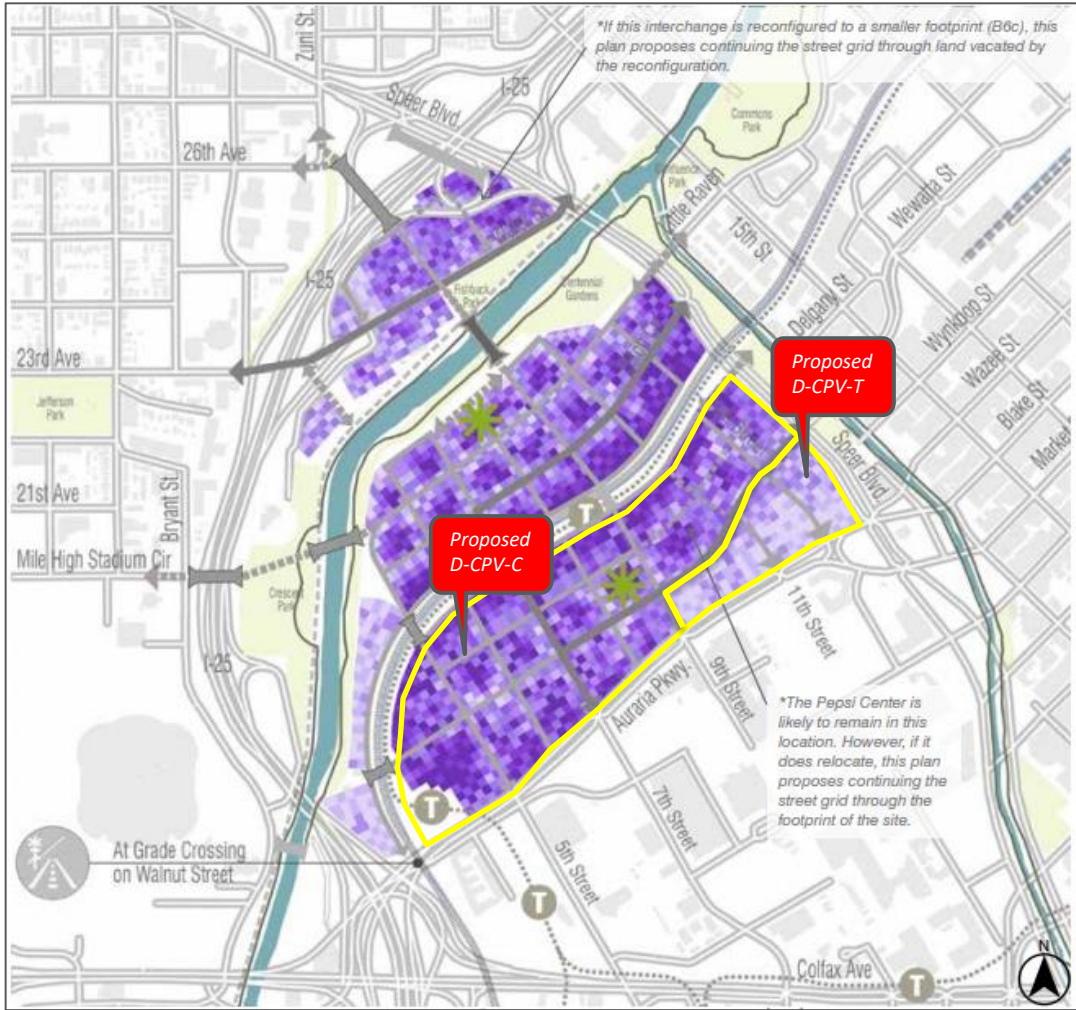 *If this interchange is reconfigured to a smaller footprint (B6c), this
plan proposes continuing the street grid through land vacated by
the reconfiguration.
Zuni St.
I-25
Speer Blvd.
Commons
Park
26th Ave
Park
Little Raven
15th St
Wewatta St
I-25
Fishback
Park
Centennial
Gardens
Delgany St
Wynkoop St
23rd Ave
Proposed
D-CPV-T
Wazee St
Jefferson
Park
Blake St
Market
Speer Blvd.
21st Ave
Bryant St.
T
Proposed
D-CPV-C
Mile High Stadium Cir
Crescent
Park
11th Street
I-25
9th Street
Auraria Pkwy.
*The Pepsi Center is
likely to remain in this
location. However, if it
does relocate, this plan
proposes continuing the
street grid through the
footprint of the site.
7th Street
T
At Grade Crossing
on Walnut Street
5th Street
T
Colfax Ave
T
N